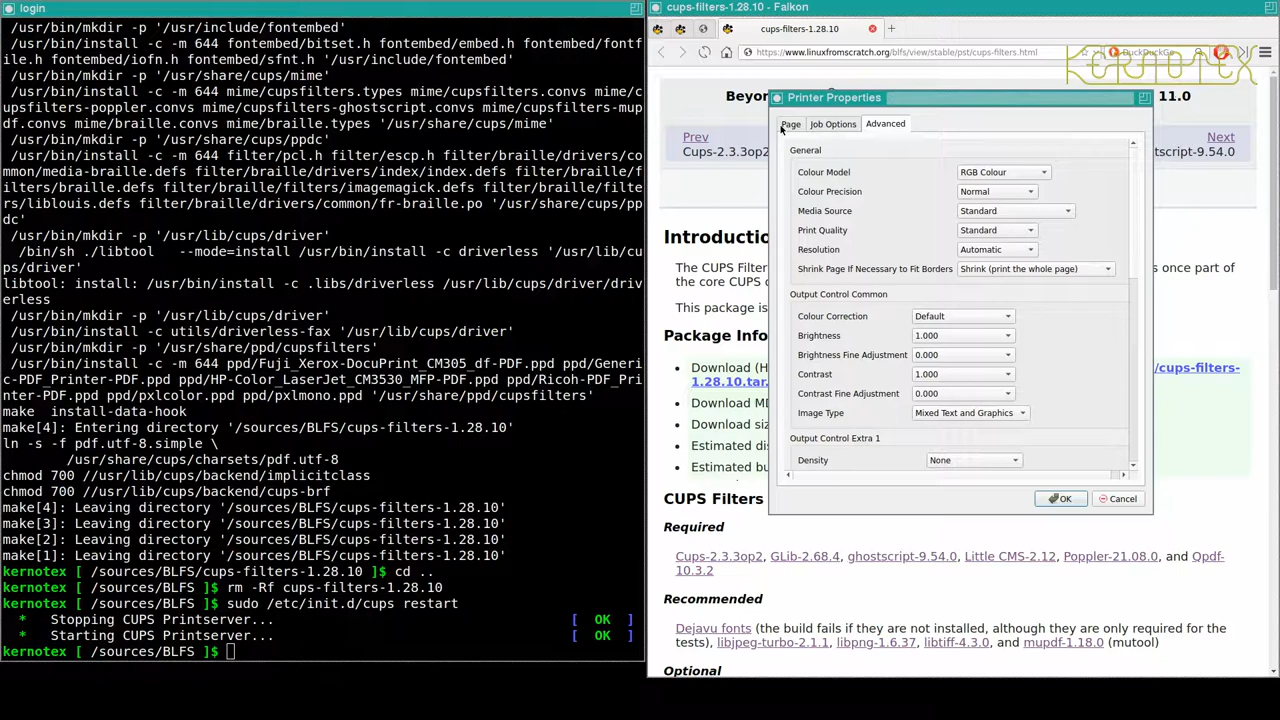 login
/usr/bin/mkdir -p '/usr/include/fontembed'
/usr/bin/install -c -m 644 fontembed/bitset.h fontembed/embed.h fontembed/fontf
ile.h fontembed/iofn.h fontembed/sfnt.h '/usr/include/fontembed'
/usr/bin/mkdir -p '/usr/share/cups/mime'
/usr/bin/install -c -m 644 mime/cupsfilters.types mime/cupsfilters.convs mime/c
upsfilter-poppler.convs mime/cupsfilters-ghostscript.convs mime/cupsfilters-mup
df.convs mime/braille.convs mime/braille.types '/usr/share/cups/mime'
/usr/bin/mkdir -p '/usr/share/cups/ppdc'
/usr/bin/install -c -m 644 filter/pcl.h filter/escp.h filter/braille/drivers/co
mmon/media-braille.defs filter/braille/drivers/index/index.defs filter/braille/
filters/braille.defs filter/braille/filters/imagemagick.defs filter/braille/filte
rs/liblouis.defs filter/braille/drivers/common/fr-braille.po '/usr/share/cups/pp
dc'
/usr/bin/mkdir -p '/usr/lib/cups/driver'
/bin/sh ./libtool --mode=install /usr/bin/install -c driverless '/usr/lib/cu
ps/driver'
libtool: install: /usr/bin/install -c .libs/driverless /usr/lib/cups/driver/driv
erless
/usr/bin/mkdir -p '/usr/lib/cups/driver'
/usr/bin/install -c utils/driverless-fax '/usr/lib/cups/driver'
/usr/bin/mkdir -p '/usr/share/ppd/cupsfilters'
/usr/bin/install -c -m 644 ppd/Fuji_Xerox-DocuPrint_CM305_df-PDF.ppd ppd/Generi
c-PDF_Printer-PDF.ppd ppd/HP-Color_LaserJet_CM3530_MFP-PDF.ppd ppd/Ricoh-PDF_Pri
nter-PDF.ppd ppd/pxlcolor.ppd ppd/pxlmono.ppd '/usr/share/ppd/cupsfilters'
make install-data-hook
make[4]: Entering directory '/sources/BLFS/cups-filters-1.28.10'
ln -s -f pdf.utf-8.simple \
/usr/share/cups/charsets/pdf.utf-8
chmod 700 //usr/lib/cups/backend/implicitclass
chmod 700 //usr/lib/cups/backend/cups-brf
make[4]: Leaving directory '/sources/BLFS/cups-filters-1.28.10'
make[3]: Leaving directory '/sources/BLFS/cups-filters-1.28.10'
make[2]: Leaving directory '/sources/BLFS/cups-filters-1.28.10'
make[1]: Leaving directory '/sources/BLFS/cups-filters-1.28.10'
kernotex [ /sources/BLFS/cups-filters-1.28.10 ]$ cd ..
kernotex [ /sources/BLFS ]$ rm -Rf cups-filters-1.28.10
kernotex [ /sources/BLFS ]$ sudo /etc/init.d/cups restart
* Stopping CUPS Printserver... [ OK ]
* Starting CUPS Printserver... [ OK ]
kernotex [ /sources/BLFS ]$
cups-filters-1.28.10 - Falkon
cups-filters-1.28.10
https://www.linuxfromscratch.org/blfs/view/stable/pst/cups-filters.html
DuckDuckGo
KERNOTEX
Beyon 11.0
Prev Next
Cups-2.3.3op2 stscript-9.54.0
Introductio
The CUPS Filter s once part of
the core CUPS
This package is
Package Info
Download (H /cups-filters-
1.28.10.tar.
Download MD
Download size
Estimated dis
Estimated bu
CUPS Filters
Required
Cups-2.3.3op2, GLib-2.68.4, ghostscript-9.54.0, Little CMS-2.12, Poppler-21.08.0, and Qpdf-
10.3.2
Recommended
Dejavu fonts (the build fails if they are not installed, although they are only required for the
tests), libjpeg-turbo-2.1.1, libpng-1.6.37, libtiff-4.3.0, and mupdf-1.18.0 (mutool)
Optional
Printer Properties
Page Job Options Advanced
General
Colour Model RGB Colour
Colour Precision Normal
Media Source Standard
Print Quality Standard
Resolution Automatic
Shrink Page If Necessary to Fit Borders Shrink (print the whole page)
Output Control Common
Colour Correction Default
Brightness 1.000
Brightness Fine Adjustment 0.000
Contrast 1.000
Contrast Fine Adjustment 0.000
Image Type Mixed Text and Graphics
Output Control Extra 1
Density None
OK Cancel